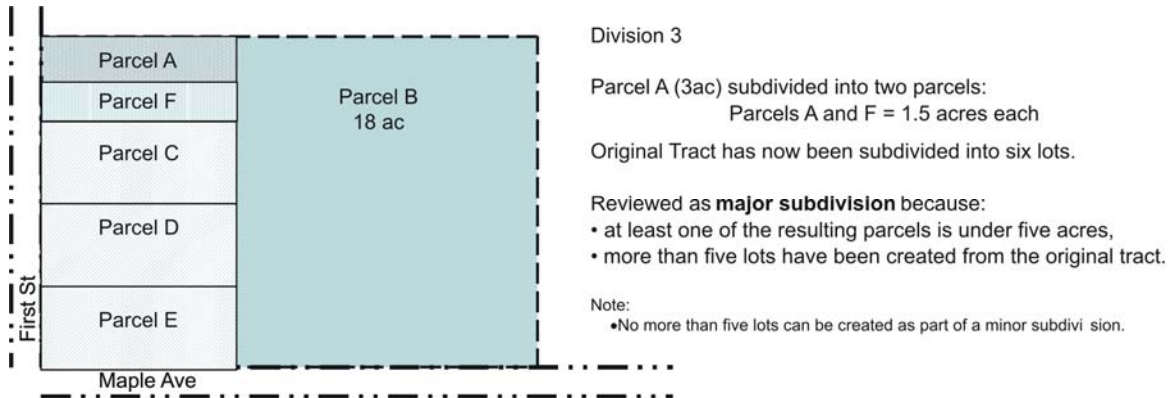 Parcel A
Parcel F
Parcel C
Parcel D
Parcel E
First St
Maple Ave
Parcel B
18 ac
Division 3
Parcel A (3ac) subdivided into two parcels:
Parcels A and F = 1.5 acres each
Original Tract has now been subdivided into six lots.
Reviewed as major subdivision because:
• at least one of the resulting parcels is under five acres,
• more than five lots have been created from the original tract.
Note:
•No more than five lots can be created as part of a minor subdivi sion.